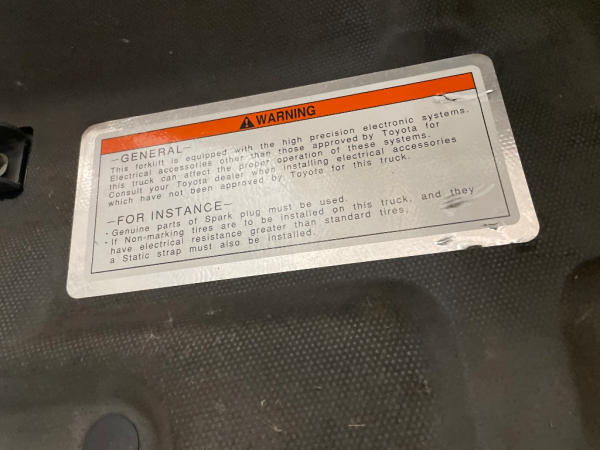 WARNING
-GENERAL-
This forklift is equipped with the high precision electronic systems.
Electrical accessories other than those approved by Toyota for
this truck can affect the proper operation of these systems.
Consult your Toyota dealer when installing electrical accessories
which have not been approved by Toyota for this truck.
-FOR INSTANCE-
・Genuine parts of Spark plug must be used.
・If Non-marking tires are to be installed on this truck, and they
have electrical resistance greater than standard tires,
a Static strap must also be installed.